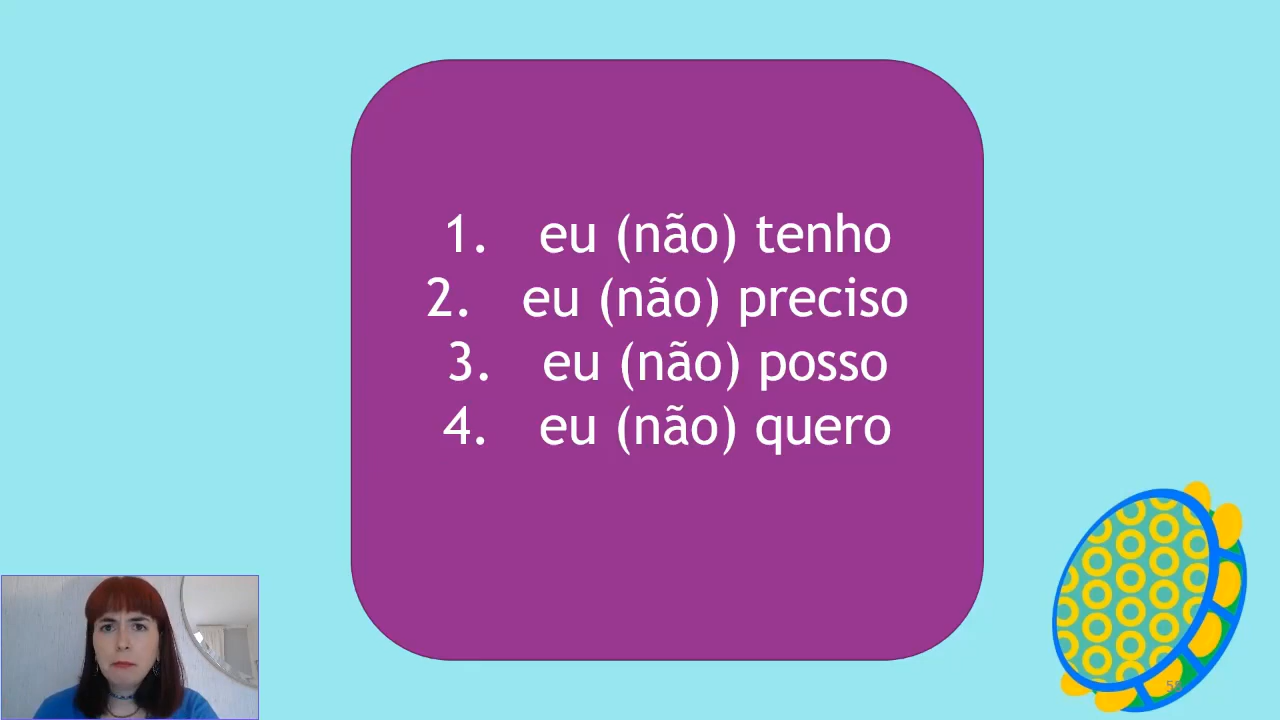 1. eu (não) tenho
2. eu (não) preciso
3. eu (não) posso
4. eu (não) quero